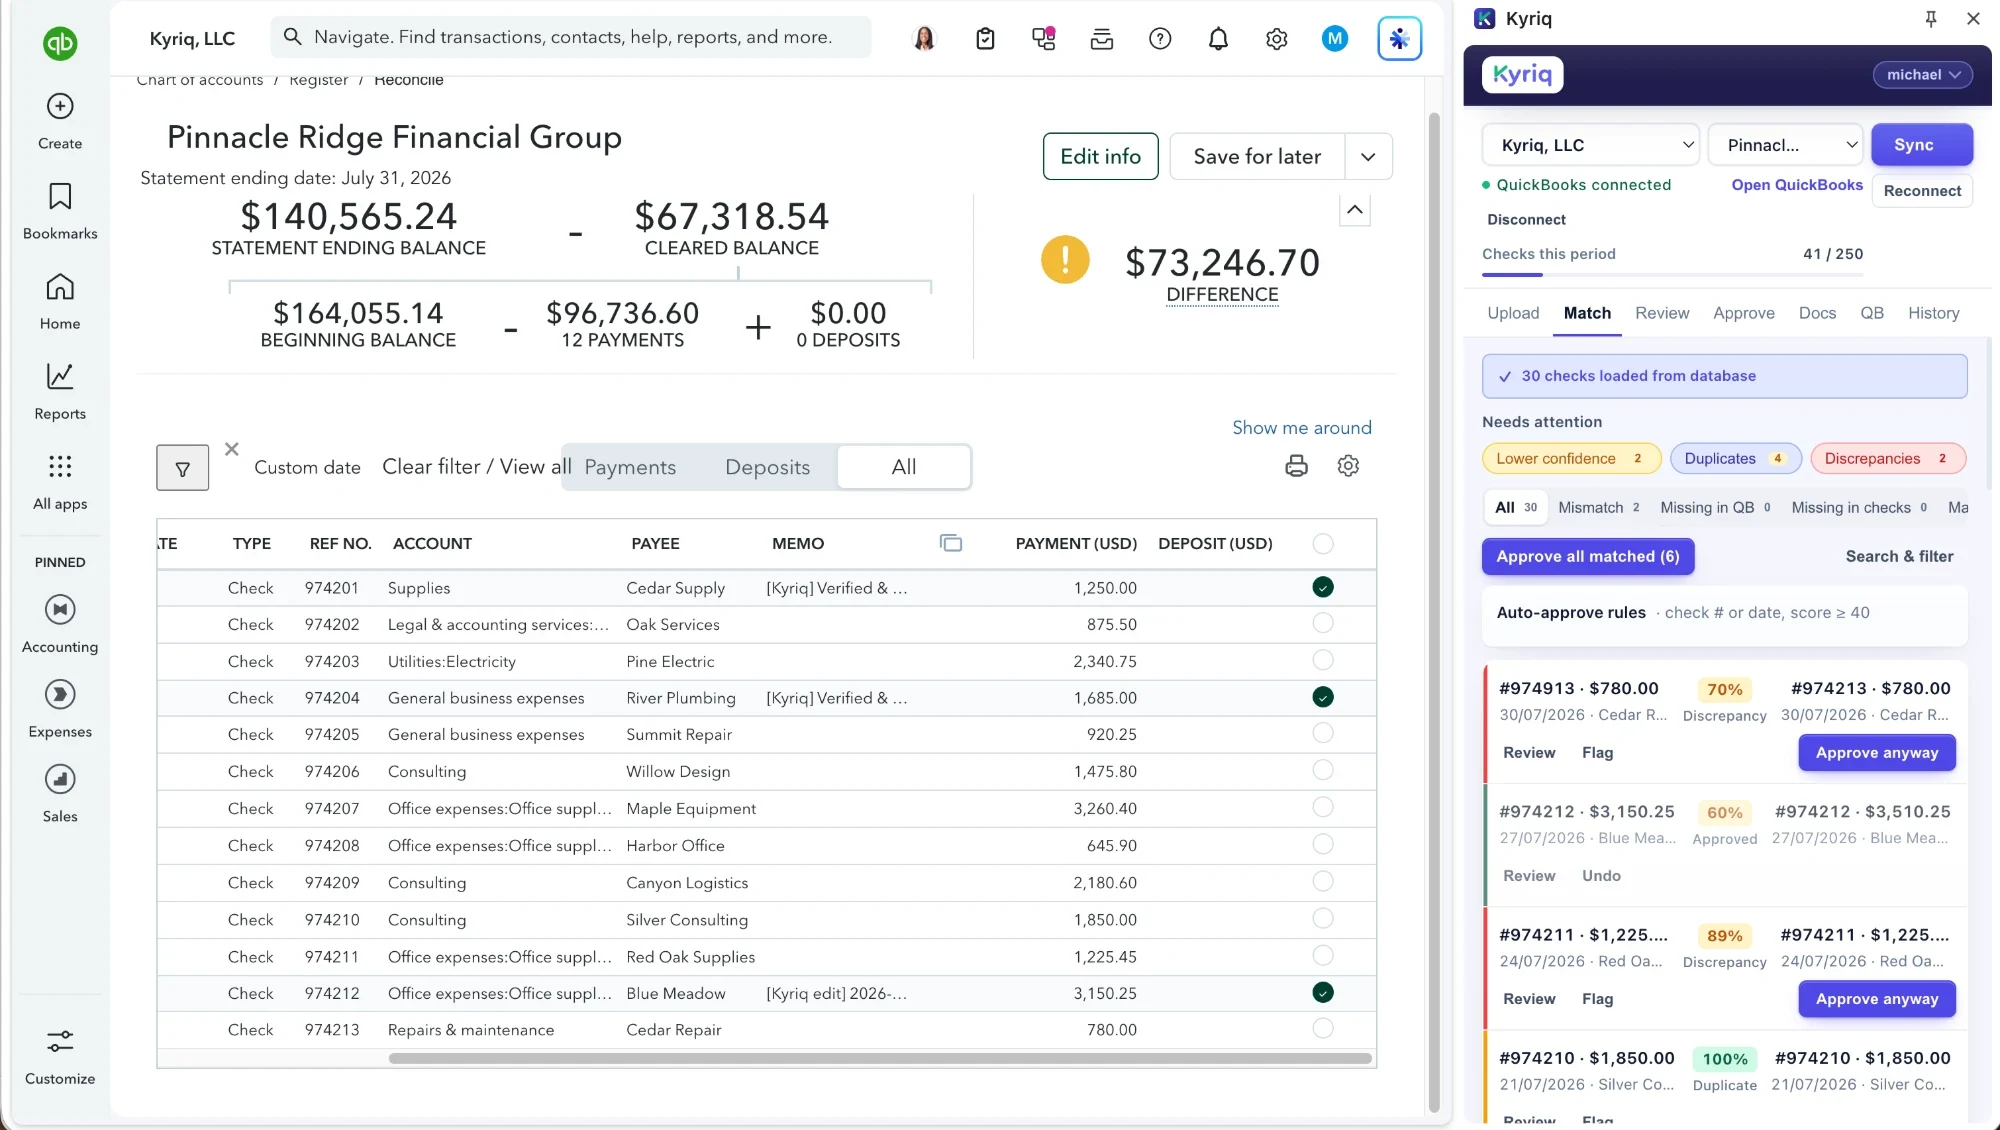 qb
Create
Bookmarks
Home
Reports
All apps
PINNED
Accounting
Expenses
Sales
Customize
Kyriq, LLC
Navigate. Find transactions, contacts, help, reports, and more.
M
Chart of accounts / Register / Reconcile
Pinnacle Ridge Financial Group
Statement ending date: July 31, 2026
Edit info
Save for later
$140,565.24
STATEMENT ENDING BALANCE
-
$67,318.54
CLEARED BALANCE
$164,055.14
BEGINNING BALANCE
-
$96,736.60
12 PAYMENTS
+
$0.00
0 DEPOSITS
!
$73,246.70
DIFFERENCE
Show me around
Custom date
Clear filter / View all
Payments
Deposits
All
TE TYPE REF NO. ACCOUNT PAYEE MEMO PAYMENT (USD) DEPOSIT (USD)
Check 974201 Supplies Cedar Supply [Kyriq] Verified & ... 1,250.00
Check 974202 Legal & accounting services:... Oak Services 875.50
Check 974203 Utilities:Electricity Pine Electric 2,340.75
Check 974204 General business expenses River Plumbing [Kyriq] Verified & ... 1,685.00
Check 974205 General business expenses Summit Repair 920.25
Check 974206 Consulting Willow Design 1,475.80
Check 974207 Office expenses:Office suppl... Maple Equipment 3,260.40
Check 974208 Office expenses:Office suppl... Harbor Office 645.90
Check 974209 Consulting Canyon Logistics 2,180.60
Check 974210 Consulting Silver Consulting 1,850.00
Check 974211 Office expenses:Office suppl... Red Oak Supplies 1,225.45
Check 974212 Office expenses:Office suppl... Blue Meadow [Kyriq edit] 2026-... 3,150.25
Check 974213 Repairs & maintenance Cedar Repair 780.00
K Kyriq
Kyriq
michael
Kyriq, LLC
Pinnacl...
Sync
QuickBooks connected
Open QuickBooks
Reconnect
Disconnect
Checks this period
41 / 250
Upload Match Review Approve Docs QB History
✓ 30 checks loaded from database
Needs attention
Lower confidence 2
Duplicates 4
Discrepancies 2
All 30 Mismatch 2 Missing in QB 0 Missing in checks 0 Ma
Approve all matched (6)
Search & filter
Auto-approve rules · check # or date, score ≥ 40
#974913 · $780.00 70% #974213 · $780.00
30/07/2026 · Cedar R... Discrepancy 30/07/2026 · Cedar R...
Review Flag Approve anyway
#974212 · $3,150.25 60% #974212 · $3,510.25
27/07/2026 · Blue Mea... Approved 27/07/2026 · Blue Mea...
Review Undo
#974211 · $1,225.... 89% #974211 · $1,225....
24/07/2026 · Red Oa... Discrepancy 24/07/2026 · Red Oa...
Review Flag Approve anyway
#974210 · $1,850.00 100% #974210 · $1,850.00
21/07/2026 · Silver Co... Duplicate 21/07/2026 · Silver Co...
Review Flag